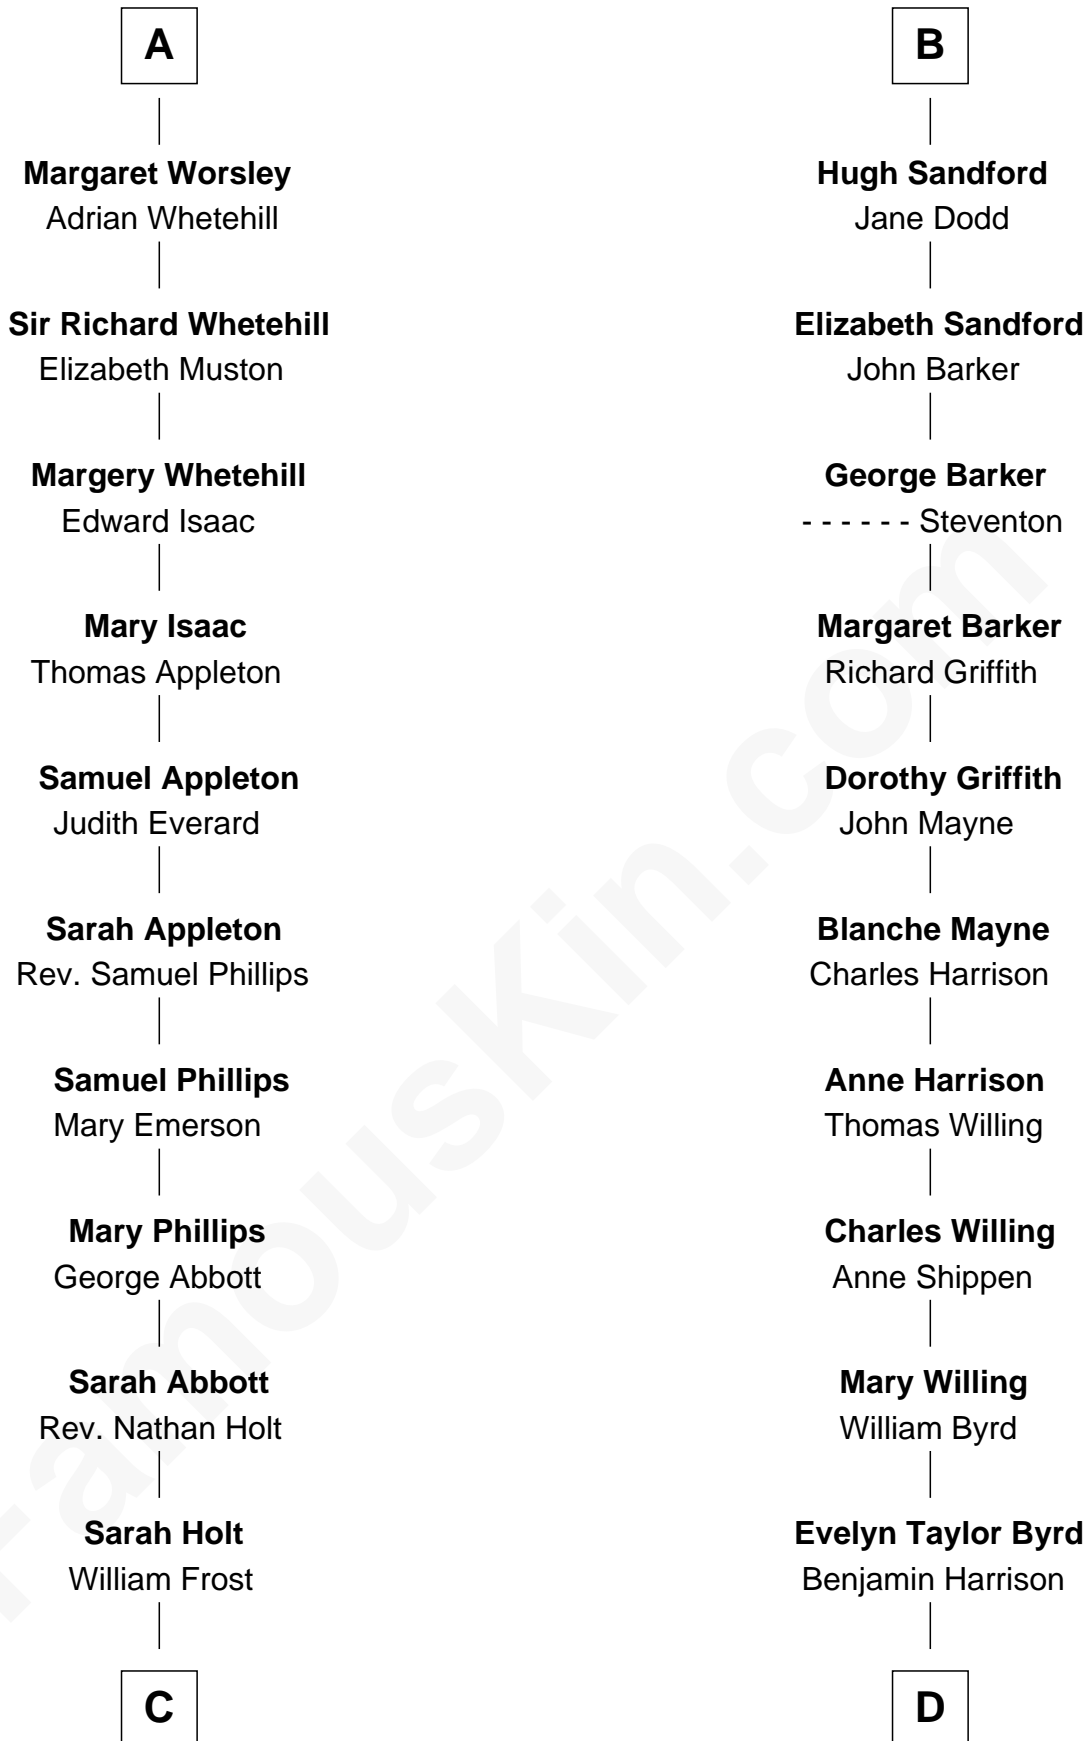 A
Margaret Worsley
Adrian Whetehill
Sir Richard Whetehill
Elizabeth Muston
Margery Whetehill
Edward Isaac
Mary Isaac
Thomas Appleton
Samuel Appleton
Judith Everard
Sarah Appleton
Rev. Samuel Phillips
Samuel Phillips
Mary Emerson
Mary Phillips
George Abbott
Sarah Abbott
Rev. Nathan Holt
Sarah Holt
William Frost
C
B
Hugh Sandford
Jane Dodd
Elizabeth Sandford
John Barker
George Barker
- - - - - - Steventon
Margaret Barker
Richard Griffith
Dorothy Griffith
John Mayne
Blanche Mayne
Charles Harrison
Anne Harrison
Thomas Willing
Charles Willing
Anne Shippen
Mary Willing
William Byrd
Evelyn Taylor Byrd
Benjamin Harrison
D
FamousKin.com